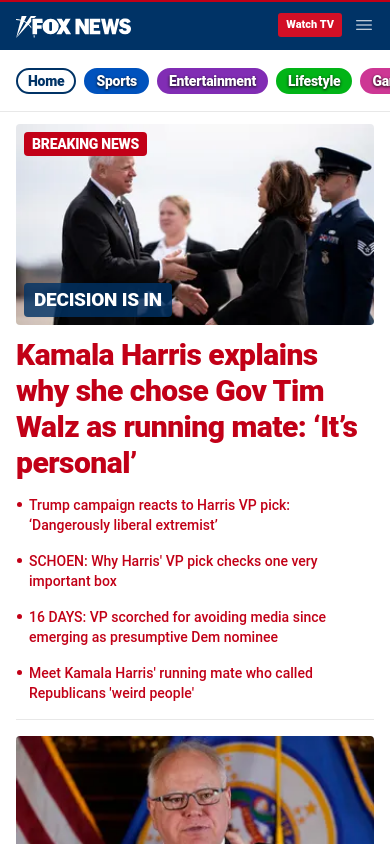 FOX NEWS
Watch TV
Home
Sports
Entertainment
Lifestyle
BREAKING NEWS
DECISION IS IN
Kamala Harris explains
why she chose Gov Tim
Walz as running mate: ‘It’s
personal’
• Trump campaign reacts to Harris VP pick:
‘Dangerously liberal extremist’
• SCHOEN: Why Harris' VP pick checks one very
important box
• 16 DAYS: VP scorched for avoiding media since
emerging as presumptive Dem nominee
• Meet Kamala Harris' running mate who called
Republicans 'weird people'